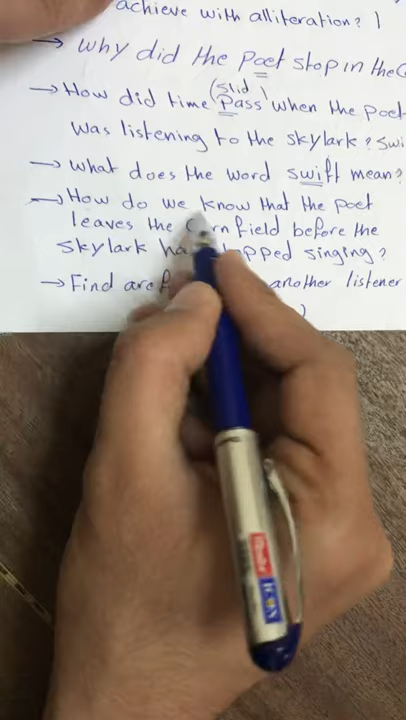 achieve with alliteration?
→ Why did the Poet stop in the
(slid)
→ How did time Pass when the poet
Was listening to the skylark? Swi
→ What does the word swift mean?
→ How do we know that the poet
leaves the Corn field before the
skylark has stopped singing?
→ Find a another listener